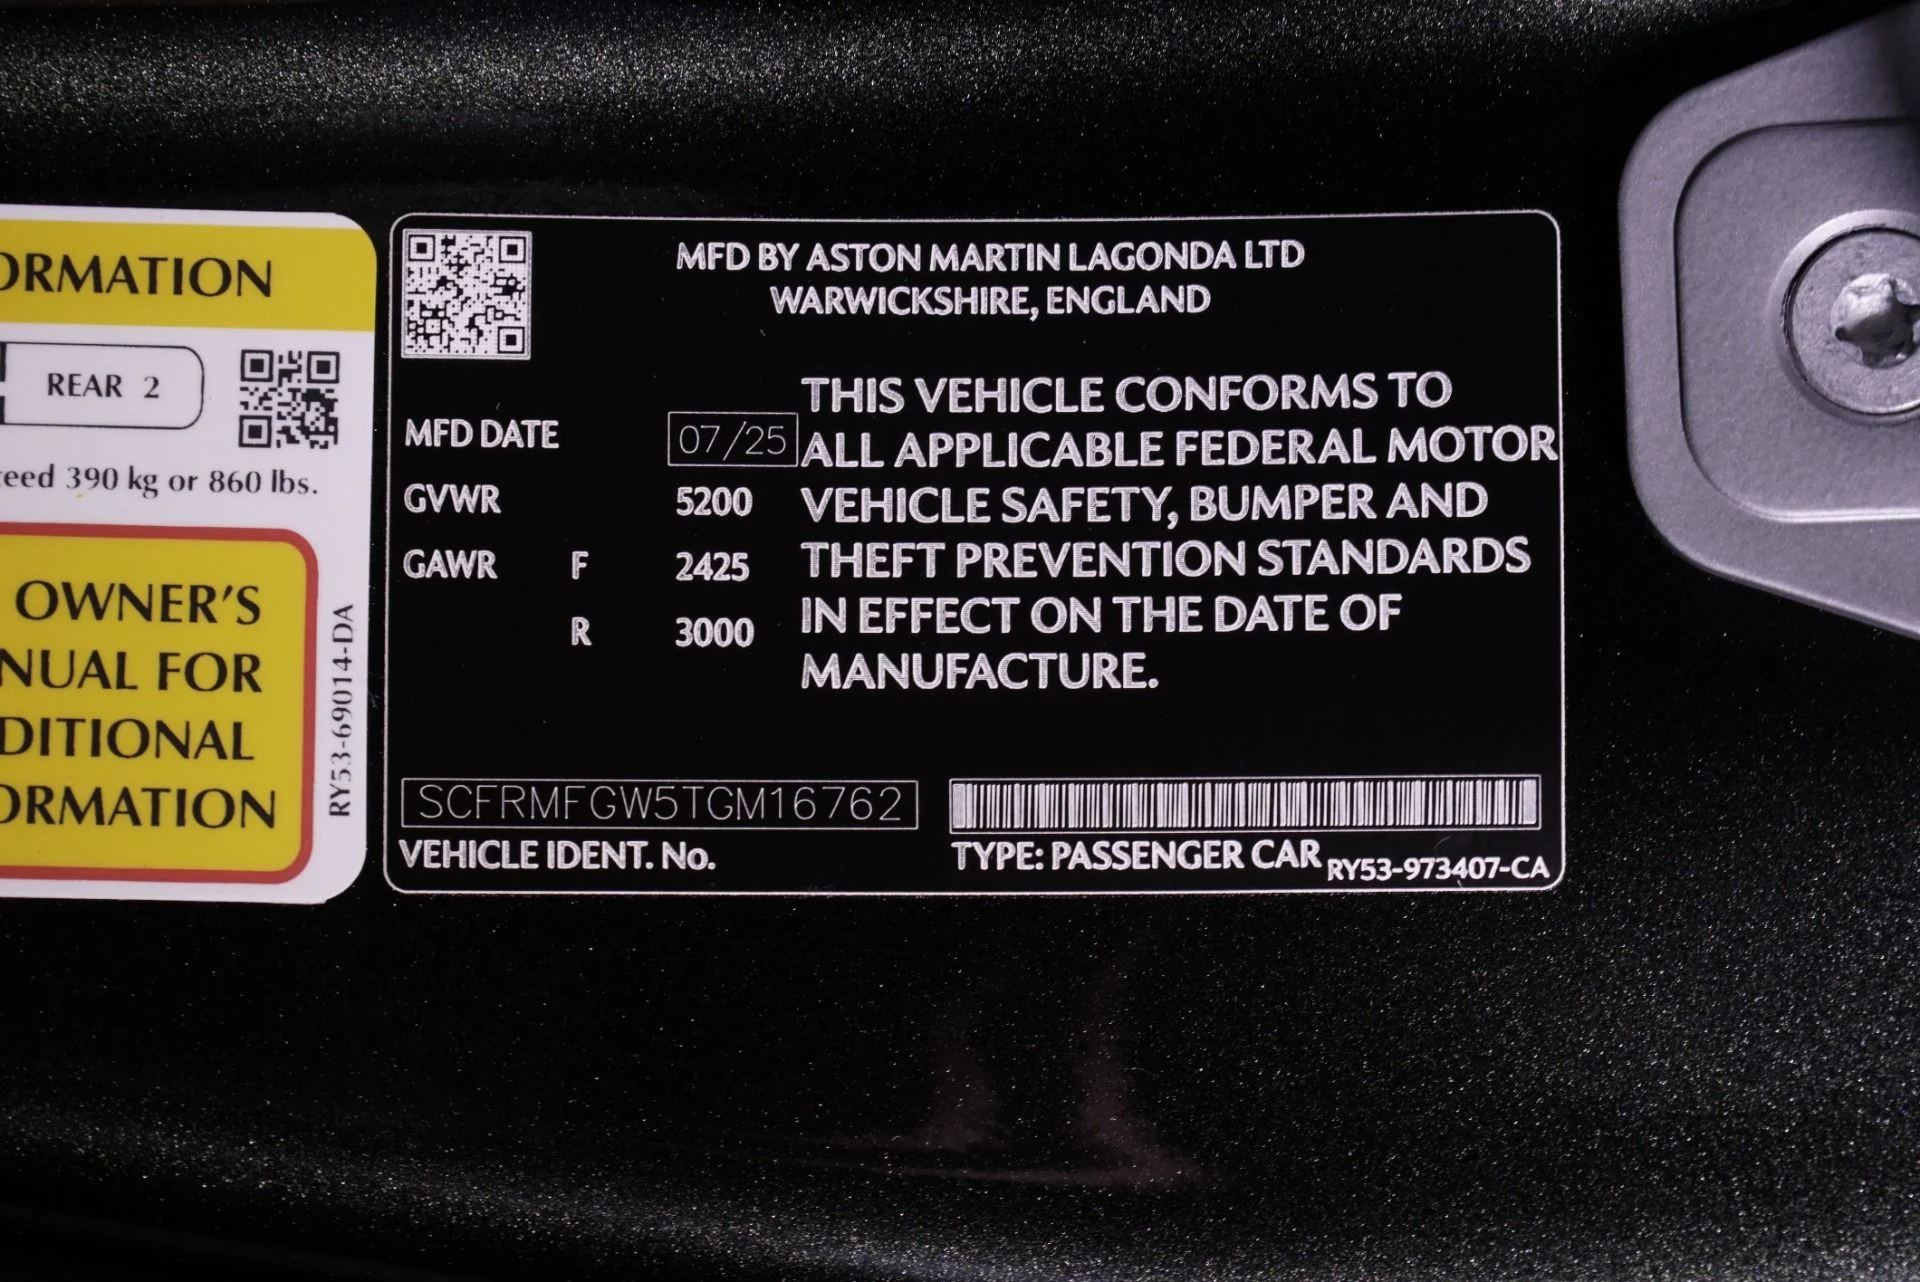 ORMATION
REAR 2
eed 390 kg or 860 lbs.
OWNER'S
NUAL FOR
DITIONAL
ORMATION
RY53-69014-DA
MFD BY ASTON MARTIN LAGONDA LTD
WARWICKSHIRE, ENGLAND
MFD DATE 07/25
GVWR 5200
GAWR F 2425
R 3000
THIS VEHICLE CONFORMS TO
ALL APPLICABLE FEDERAL MOTOR
VEHICLE SAFETY, BUMPER AND
THEFT PREVENTION STANDARDS
IN EFFECT ON THE DATE OF
MANUFACTURE.
SCFRMFGW5TGM16762
VEHICLE IDENT. No.
TYPE: PASSENGER CAR
RY53-973407-CA